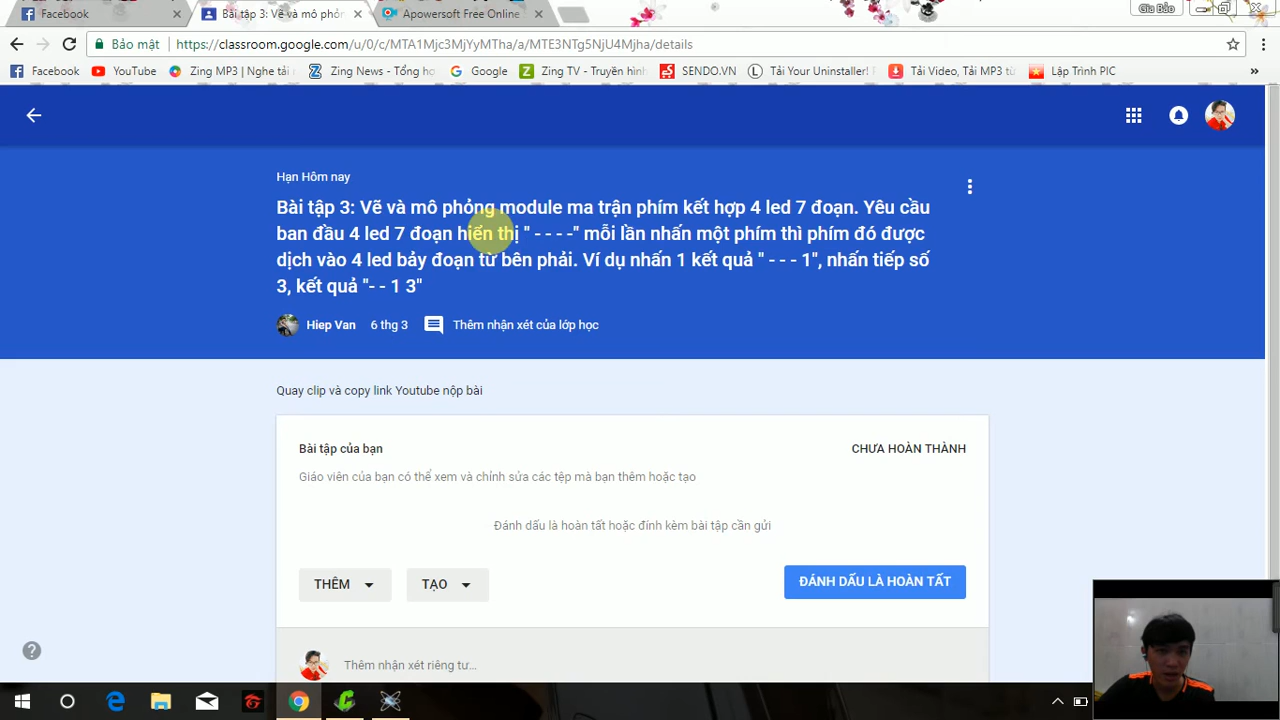 Facebook
Bài tập 3: Vẽ và mô phỏn
Apowersoft Free Online
Gia Bảo
Bảo mật
https://classroom.google.com/u/0/c/MTA1Mjc3MjYyMTha/a/MTE3NTg5NjU4Mjha/details
Facebook
YouTube
Zing MP3 | Nghe tải
Zing News - Tổng hợ
Google
Zing TV - Truyền hình
SENDO.VN
Tải Your Uninstaller!
Tải Video, Tải MP3 từ
Lập Trình PIC
»
Hạn Hôm nay
Bài tập 3: Vẽ và mô phỏng module ma trận phím kết hợp 4 led 7 đoạn. Yêu cầu
ban đầu 4 led 7 đoạn hiển thị " - - - -" mỗi lần nhấn một phím thì phím đó được
dịch vào 4 led bảy đoạn từ bên phải. Ví dụ nhấn 1 kết quả " - - - 1", nhấn tiếp số
3, kết quả "- - 1 3"
Hiep Van 6 thg 3 Thêm nhận xét của lớp học
Quay clip và copy link Youtube nộp bài
Bài tập của bạn
CHƯA HOÀN THÀNH
Giáo viên của bạn có thể xem và chỉnh sửa các tệp mà bạn thêm hoặc tạo
Đánh dấu là hoàn tất hoặc đính kèm bài tập cần gửi
THÊM
TẠO
ĐÁNH DẤU LÀ HOÀN TẤT
Thêm nhận xét riêng tư...